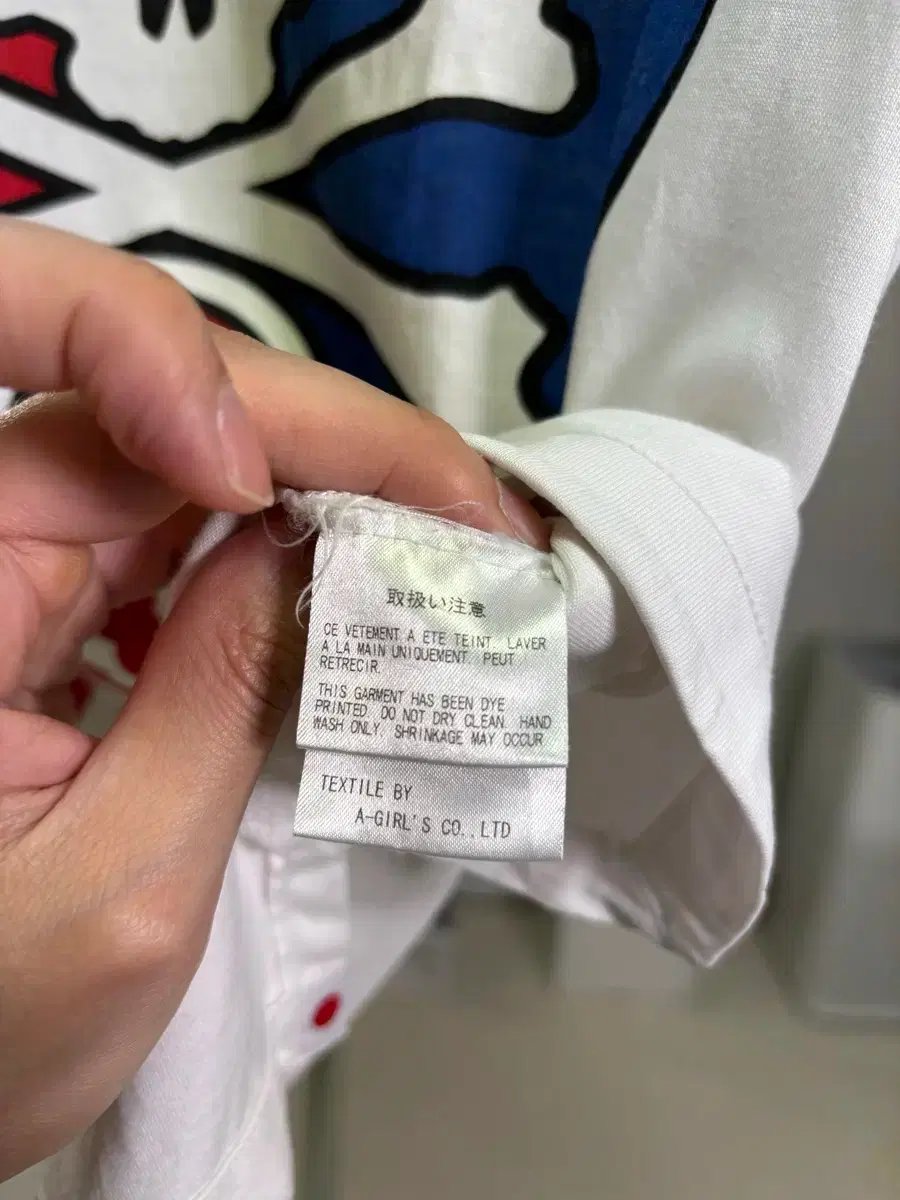 取扱い注意
CE VETEMENT A ETE TEINT. LAVER
A LA MAIN UNIQUEMENT. PEUT
RETRECIR.
THIS GARMENT HAS BEEN DYE
PRINTED. DO NOT DRY CLEAN. HAND
WASH ONLY. SHRINKAGE MAY OCCUR
TEXTILE BY
A-GIRL'S CO.,LTD